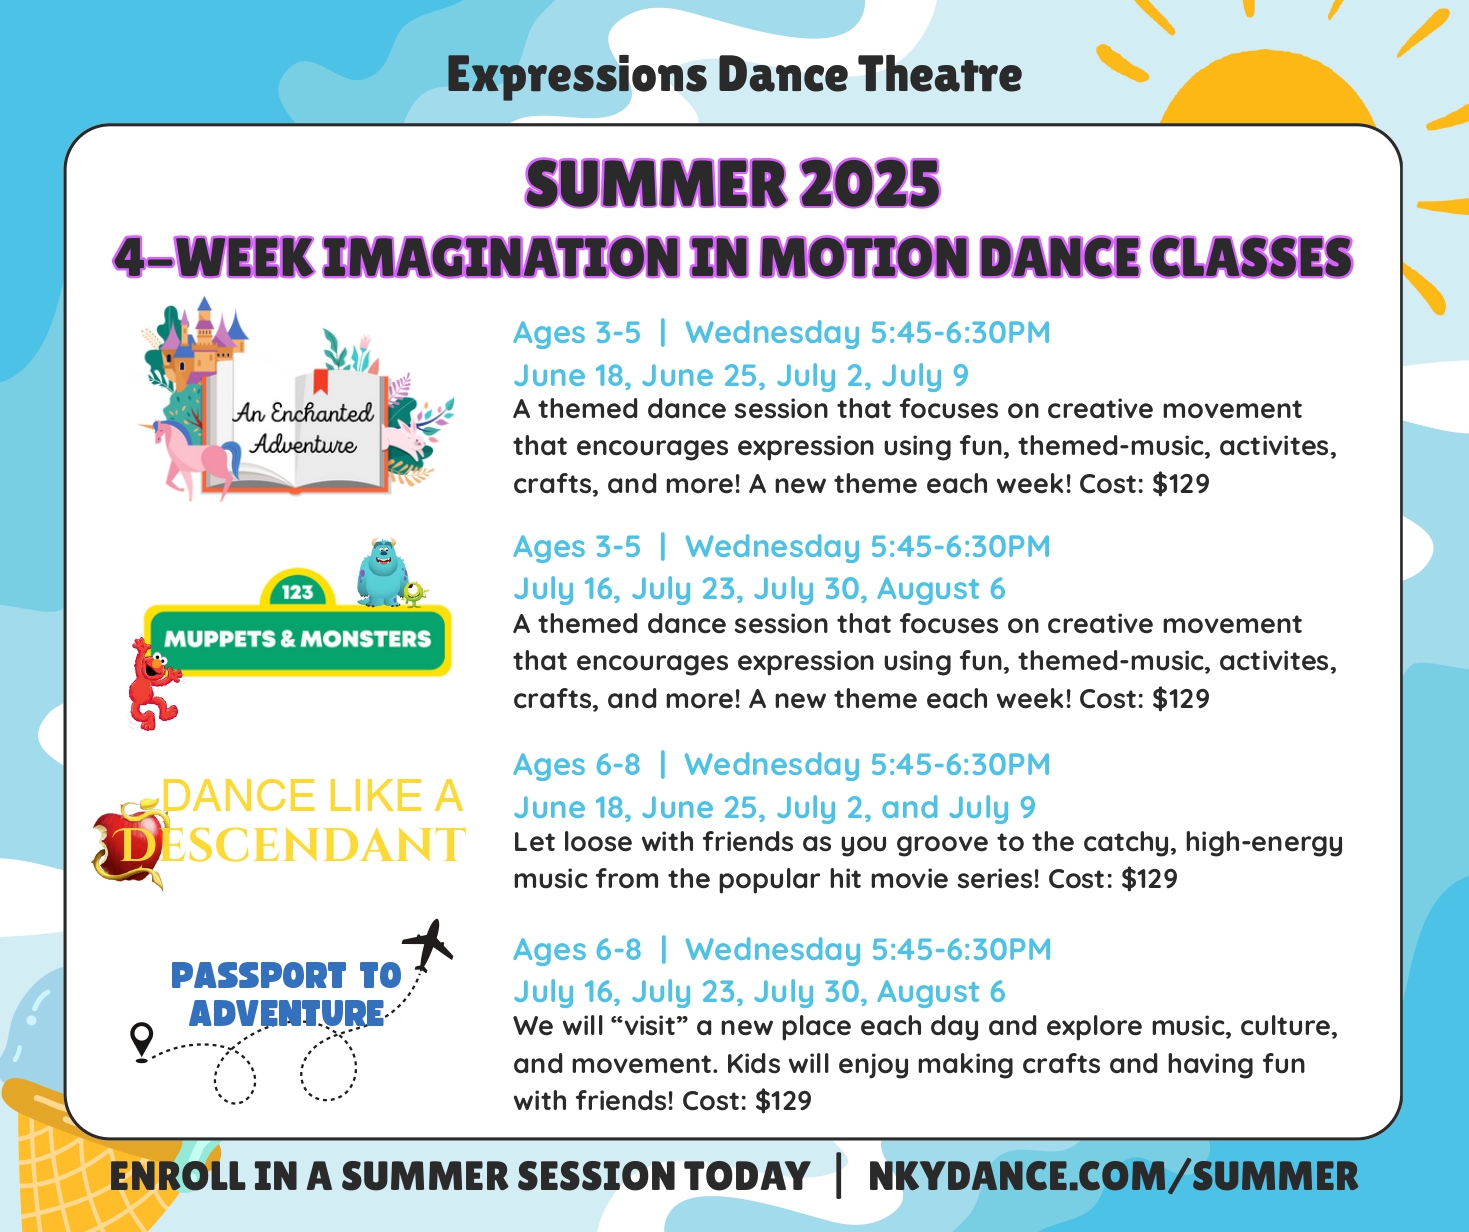 Expressions Dance Theatre
SUMMER 2025
4-WEEK IMAGINATION IN MOTION DANCE CLASSES
An Enchanted
Adventure
Ages 3-5 | Wednesday 5:45-6:30PM
June 18, June 25, July 2, July 9
A themed dance session that focuses on creative movement
that encourages expression using fun, themed-music, activites,
crafts, and more! A new theme each week! Cost: $129
123
MUPPETS & MONSTERS
Ages 3-5 | Wednesday 5:45-6:30PM
July 16, July 23, July 30, August 6
A themed dance session that focuses on creative movement
that encourages expression using fun, themed-music, activites,
crafts, and more! A new theme each week! Cost: $129
DANCE LIKE A
DESCENDANT
Ages 6-8 | Wednesday 5:45-6:30PM
June 18, June 25, July 2, and July 9
Let loose with friends as you groove to the catchy, high-energy
music from the popular hit movie series! Cost: $129
PASSPORT TO
ADVENTURE
Ages 6-8 | Wednesday 5:45-6:30PM
July 16, July 23, July 30, August 6
We will “visit” a new place each day and explore music, culture,
and movement. Kids will enjoy making crafts and having fun
with friends! Cost: $129
ENROLL IN A SUMMER SESSION TODAY | NKYDANCE.COM/SUMMER